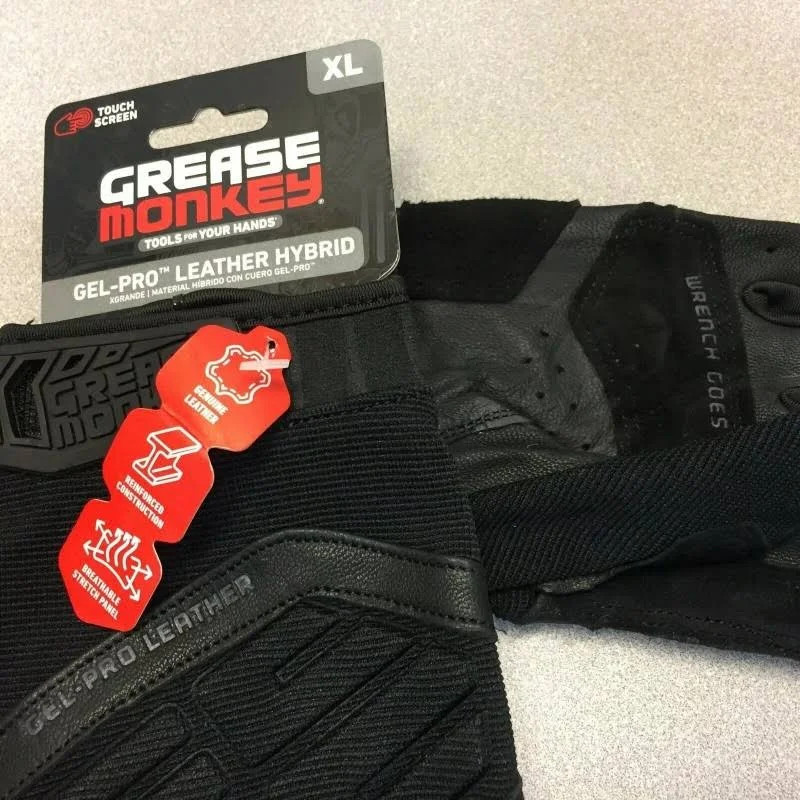 XL
TOUCH
SCREEN
GREASE
MONKEY®
TOOLS FOR YOUR HANDS
GEL-PRO™ LEATHER HYBRID
XGRANDE | MATERIAL HÍBRIDO CON CUERO GEL-PRO™
GREASE
MONKEY
GENUINE
LEATHER
REINFORCED
CONSTRUCTION
BREATHABLE
STRETCH PANEL
GEL-PRO LEATHER
WRENCH GOES